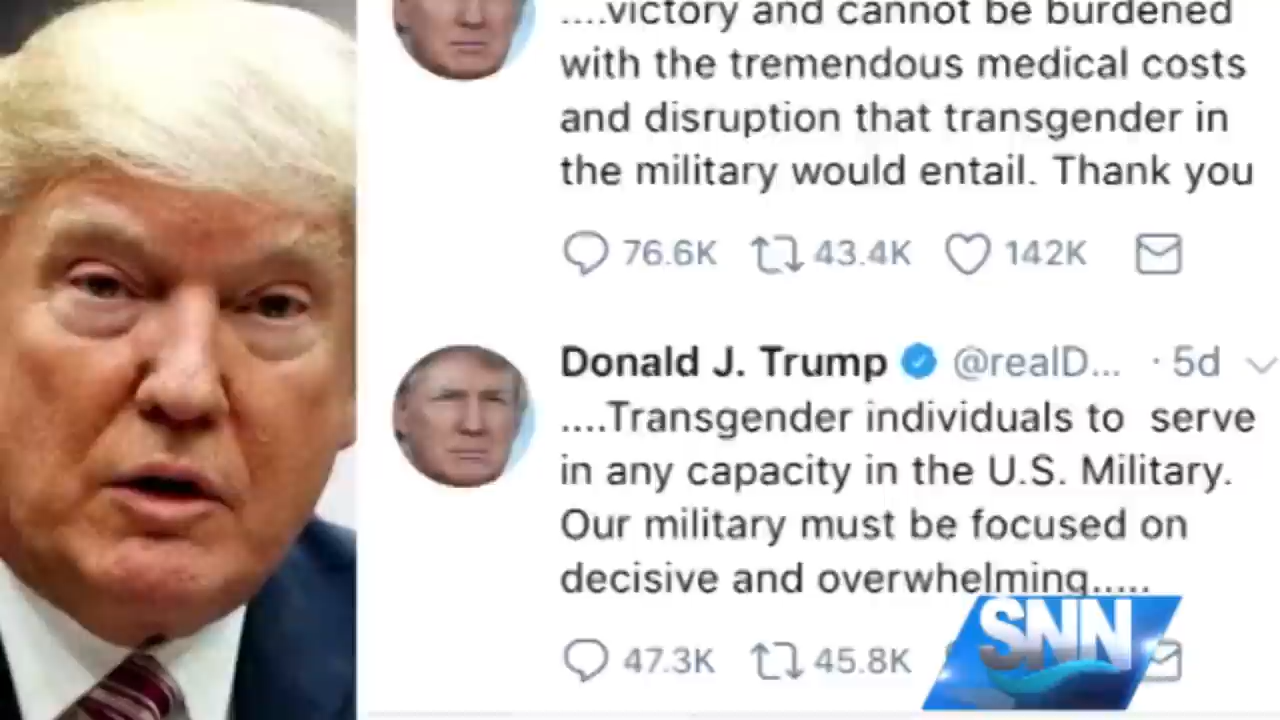 ....victory and cannot be burdened
with the tremendous medical costs
and disruption that transgender in
the military would entail. Thank you
76.6K 43.4K 142K
Donald J. Trump @realD... · 5d
....Transgender individuals to serve
in any capacity in the U.S. Military.
Our military must be focused on
decisive and overwhelming.....
47.3K 45.8K
SNN